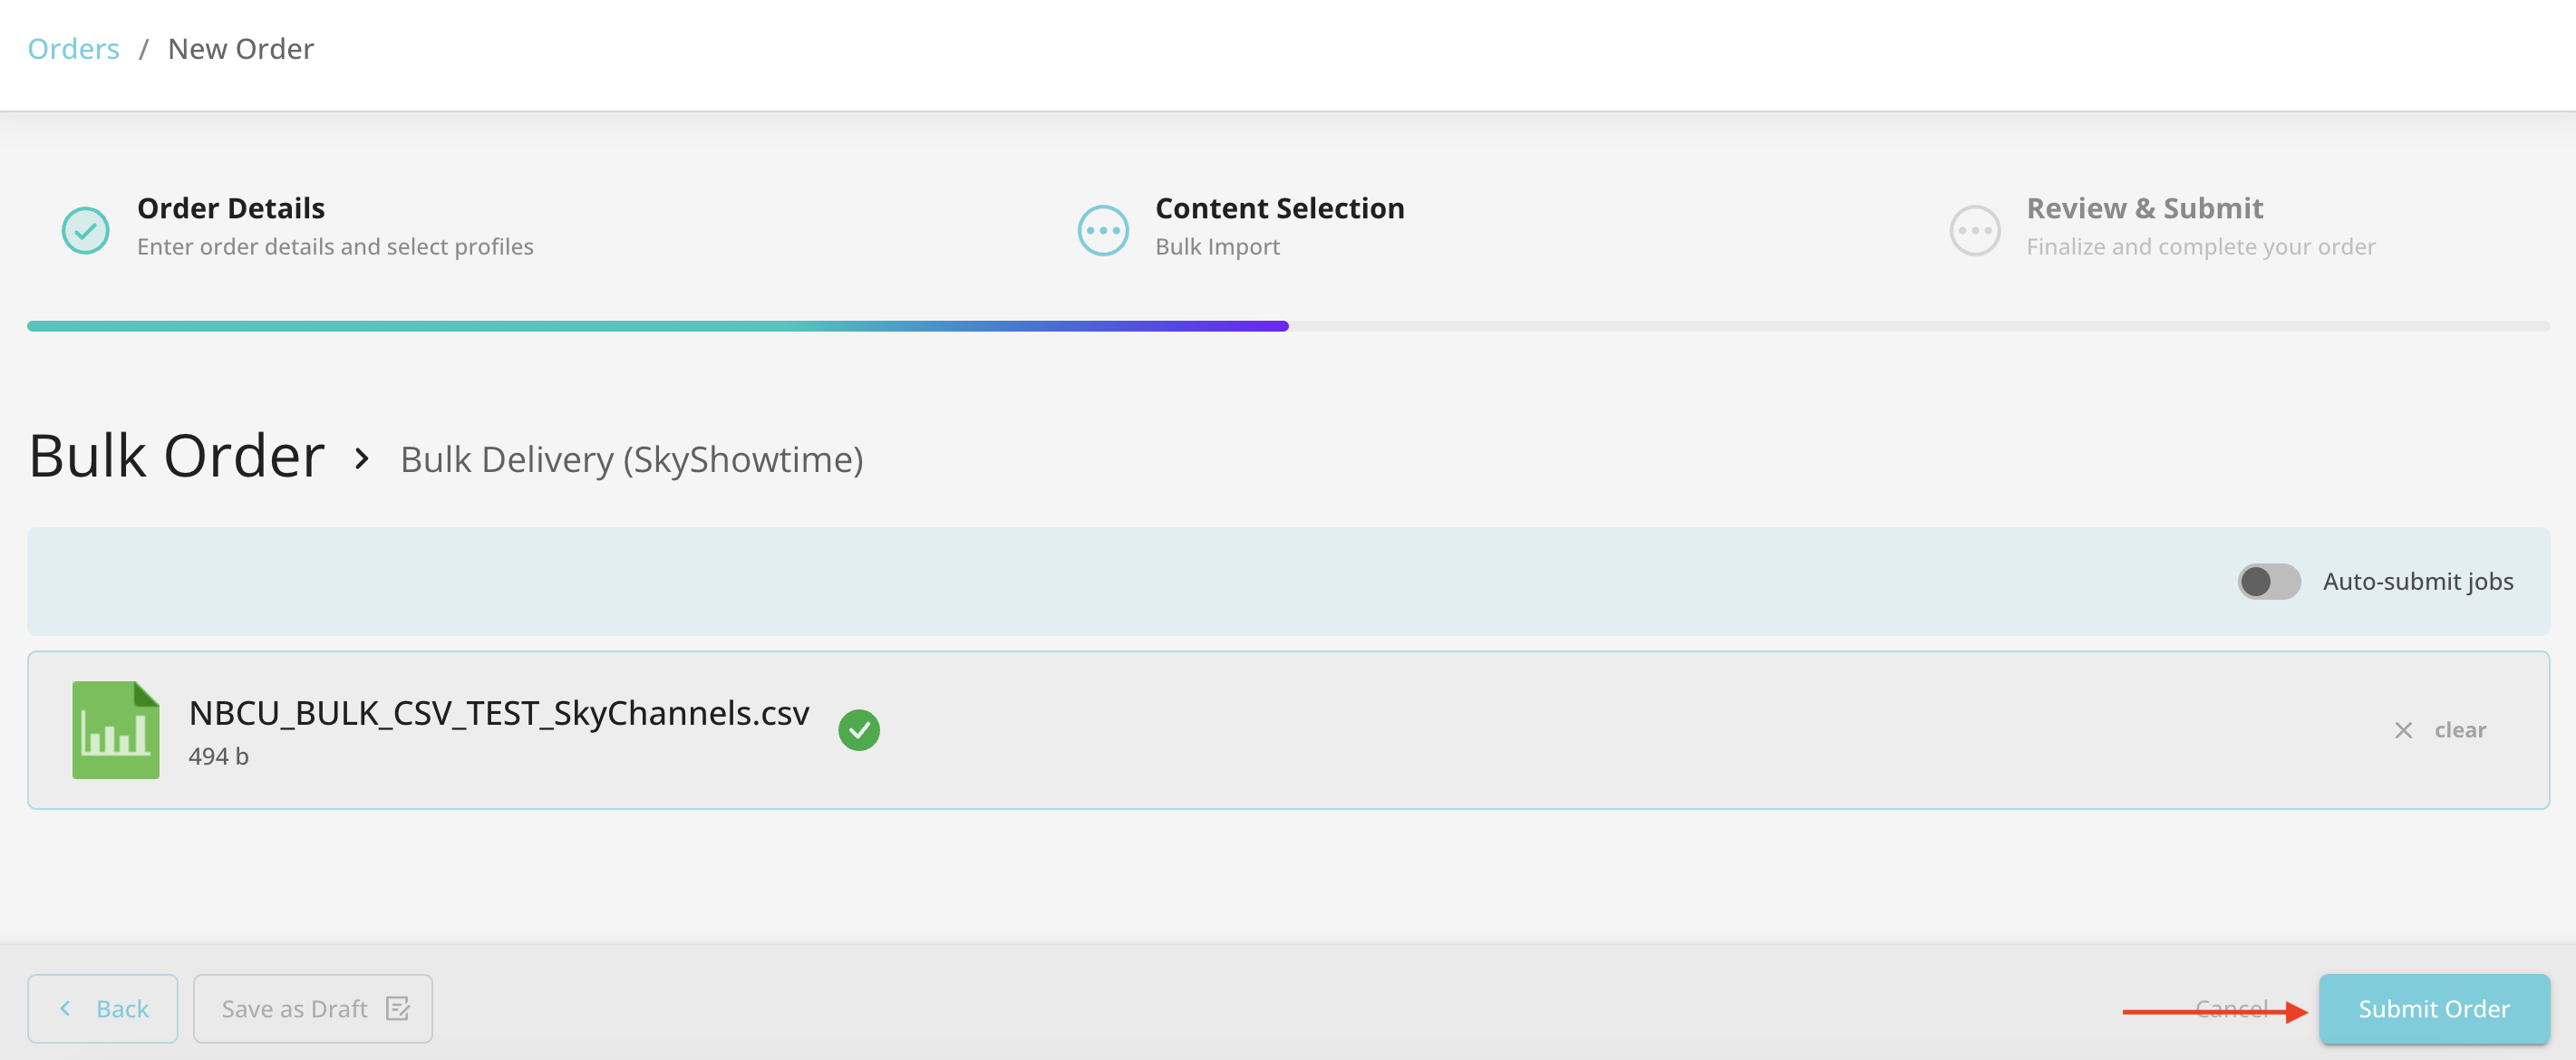 Orders / New Order
Order Details
Enter order details and select profiles
Content Selection
Bulk Import
Review & Submit
Finalize and complete your order
Bulk Order > Bulk Delivery (SkyShowtime)
Auto-submit jobs
NBCU_BULK_CSV_TEST_SkyChannels.csv
494 b
clear
Back
Save as Draft
Cancel
Submit Order